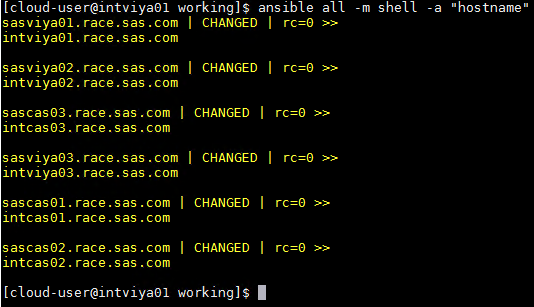 [cloud-user@intviya01 working]$ ansible all -m shell -a "hostname"
sasviya01.race.sas.com | CHANGED | rc=0 >>
intviya01.race.sas.com
sasviya02.race.sas.com | CHANGED | rc=0 >>
intviya02.race.sas.com
sascas03.race.sas.com | CHANGED | rc=0 >>
intcas03.race.sas.com
sasviya03.race.sas.com | CHANGED | rc=0 >>
intviya03.race.sas.com
sascas01.race.sas.com | CHANGED | rc=0 >>
intcas01.race.sas.com
sascas02.race.sas.com | CHANGED | rc=0 >>
intcas02.race.sas.com
[cloud-user@intviya01 working]$